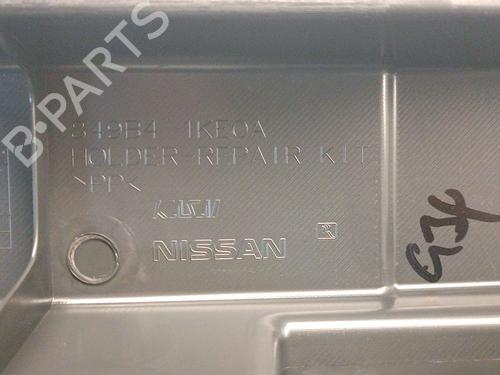 B-PARTS
849B4 1KE0A
HOLDER-REPAIR KIT
>PP<
NISSAN